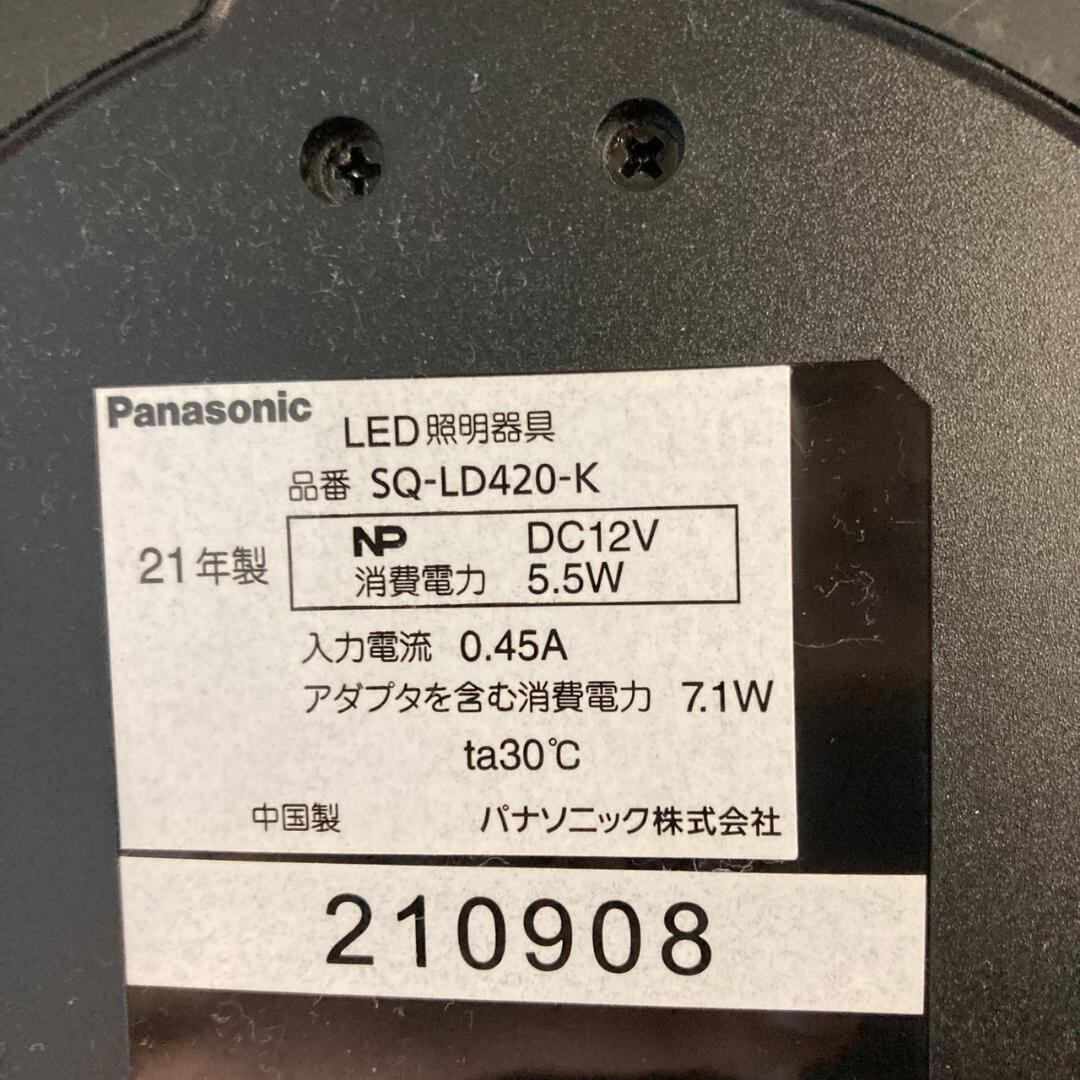 Panasonic
LED照明器具
品番 SQ-LD420-K
21年製
NP DC12V
消費電力 5.5W
入力電流 0.45A
アダプタを含む消費電力 7.1W
ta30℃
中国製 パナソニック株式会社
210908